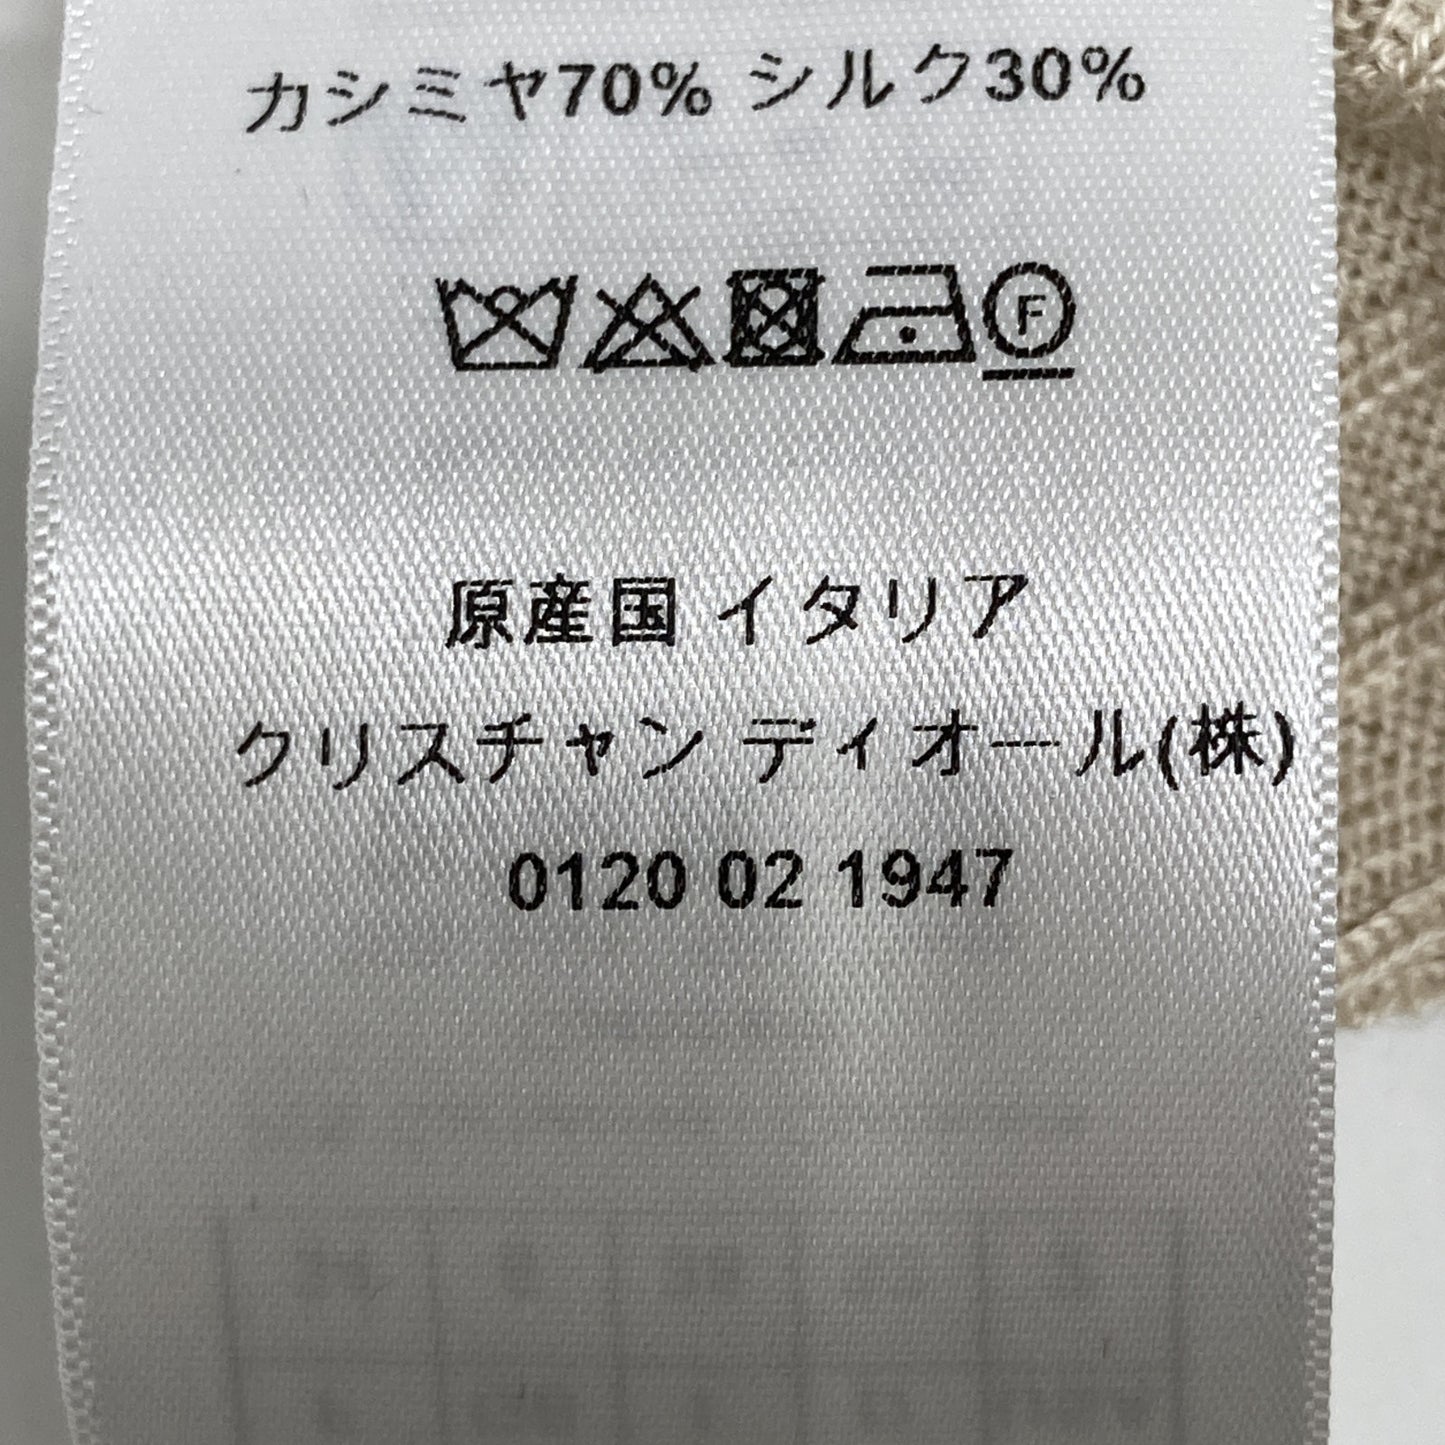 カシミヤ70% シルク30%
F
原産国 イタリア
クリスチャン ディオール(株)
0120 02 1947